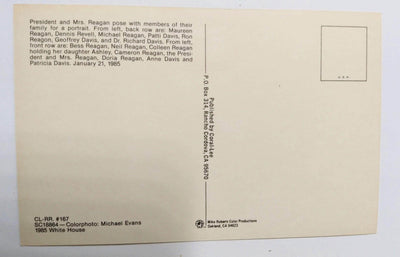 President and Mrs. Reagan pose with members of their
family for a portrait. From left, back row are: Maureen
Reagan, Dennis Revell, Michael Reagan, Patti Davis, Ron
Reagon, Geoffrey Davis, and Dr. Richard Davis. From left,
front row are: Bess Reagan, Neil Reagan, Colleen Reagan
holding her daughter Ashley, Cameron Reagan, the Presi-
dent and Mrs. Reagan, Doria Reagan, Anne Davis and
Patricia Davis. January 21, 1985
Published by Coral-Lee
P.O. Box 314, Rancho Cordova, CA 95670
CL-RR. #167
SC18864—Colorphoto: Michael Evans
1985 White House
Mike Roberts Color Productions
Oakland, CA 94623